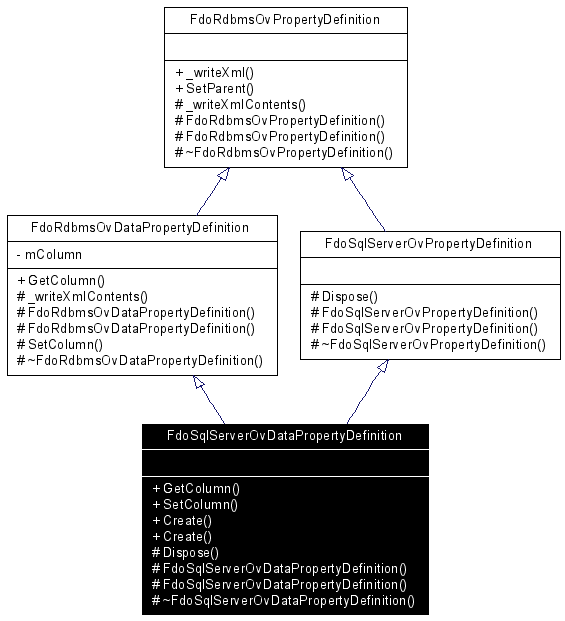 FdoRdbmsOvPropertyDefinition
+ _writeXml()
+ SetParent()
# _writeXmlContents()
# FdoRdbmsOvPropertyDefinition()
# FdoRdbmsOvPropertyDefinition()
# ~FdoRdbmsOvPropertyDefinition()
FdoRdbmsOvDataPropertyDefinition
- mColumn
+ GetColumn()
# _writeXmlContents()
# FdoRdbmsOvDataPropertyDefinition()
# FdoRdbmsOvDataPropertyDefinition()
# SetColumn()
# ~FdoRdbmsOvDataPropertyDefinition()
FdoSqlServerOvPropertyDefinition
# Dispose()
# FdoSqlServerOvPropertyDefinition()
# FdoSqlServerOvPropertyDefinition()
# ~FdoSqlServerOvPropertyDefinition()
FdoSqlServerOvDataPropertyDefinition
+ GetColumn()
+ SetColumn()
+ Create()
+ Create()
# Dispose()
# FdoSqlServerOvDataPropertyDefinition()
# FdoSqlServerOvDataPropertyDefinition()
# ~FdoSqlServerOvDataPropertyDefinition()